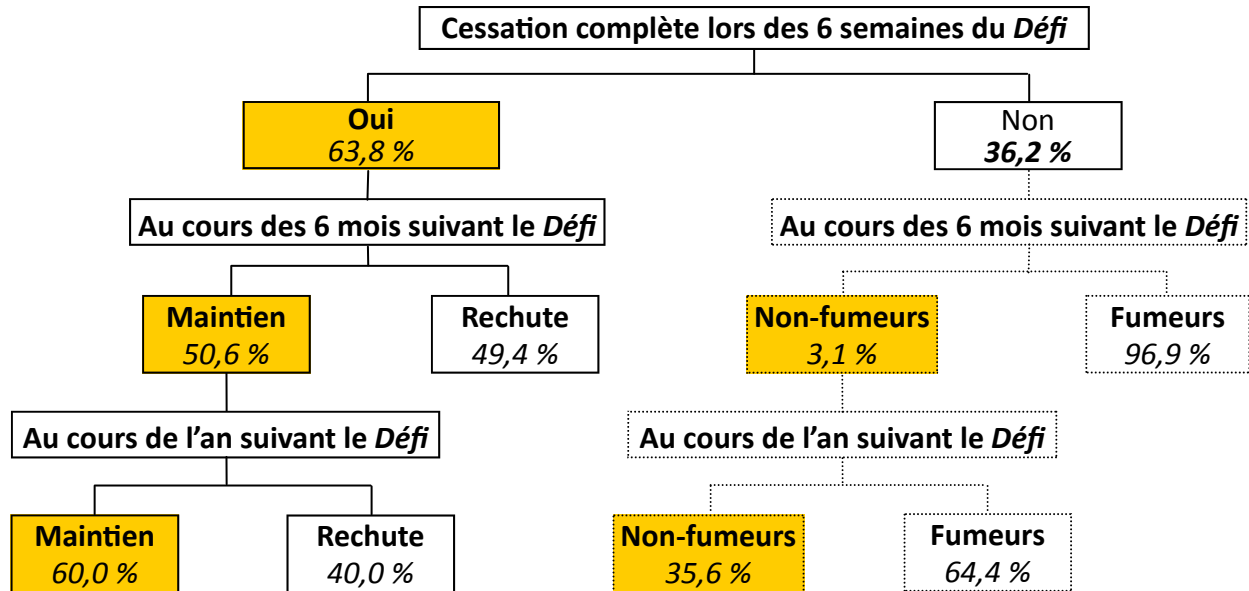 Cessation complète lors des 6 semaines du Défi
Oui
63,8 %
Non
36,2 %
Au cours des 6 mois suivant le Défi
Au cours des 6 mois suivant le Défi
Maintien
50,6 %
Rechute
49,4 %
Non-fumeurs
3,1 %
Fumeurs
96,9 %
Au cours de l’an suivant le Défi
Au cours de l’an suivant le Défi
Maintien
60,0 %
Rechute
40,0 %
Non-fumeurs
35,6 %
Fumeurs
64,4 %